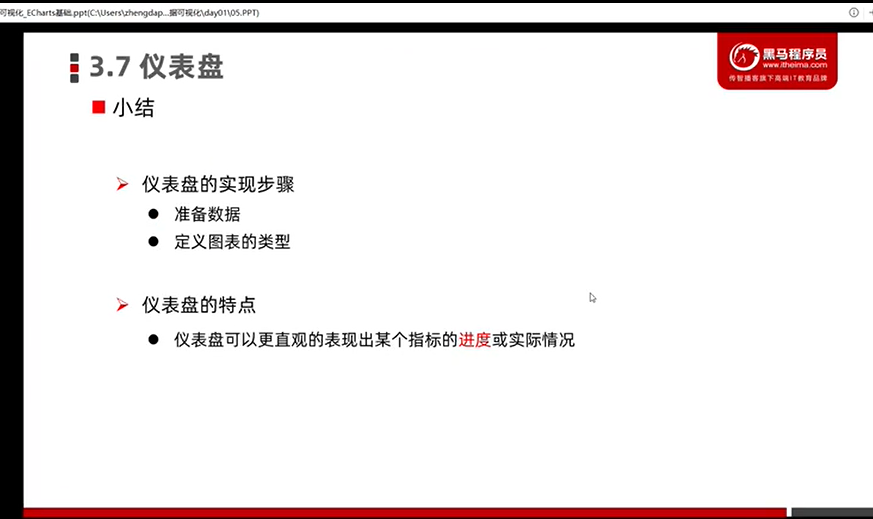 可视化_ECharts基础.ppt(C:\Users\zhengdap...据可视化\day01\05.PPT)
3.7 仪表盘
黑马程序员
www.itheima.com
传智播客旗下高端IT教育品牌
小结
仪表盘的实现步骤
准备数据
定义图表的类型
仪表盘的特点
仪表盘可以更直观的表现出某个指标的进度或实际情况